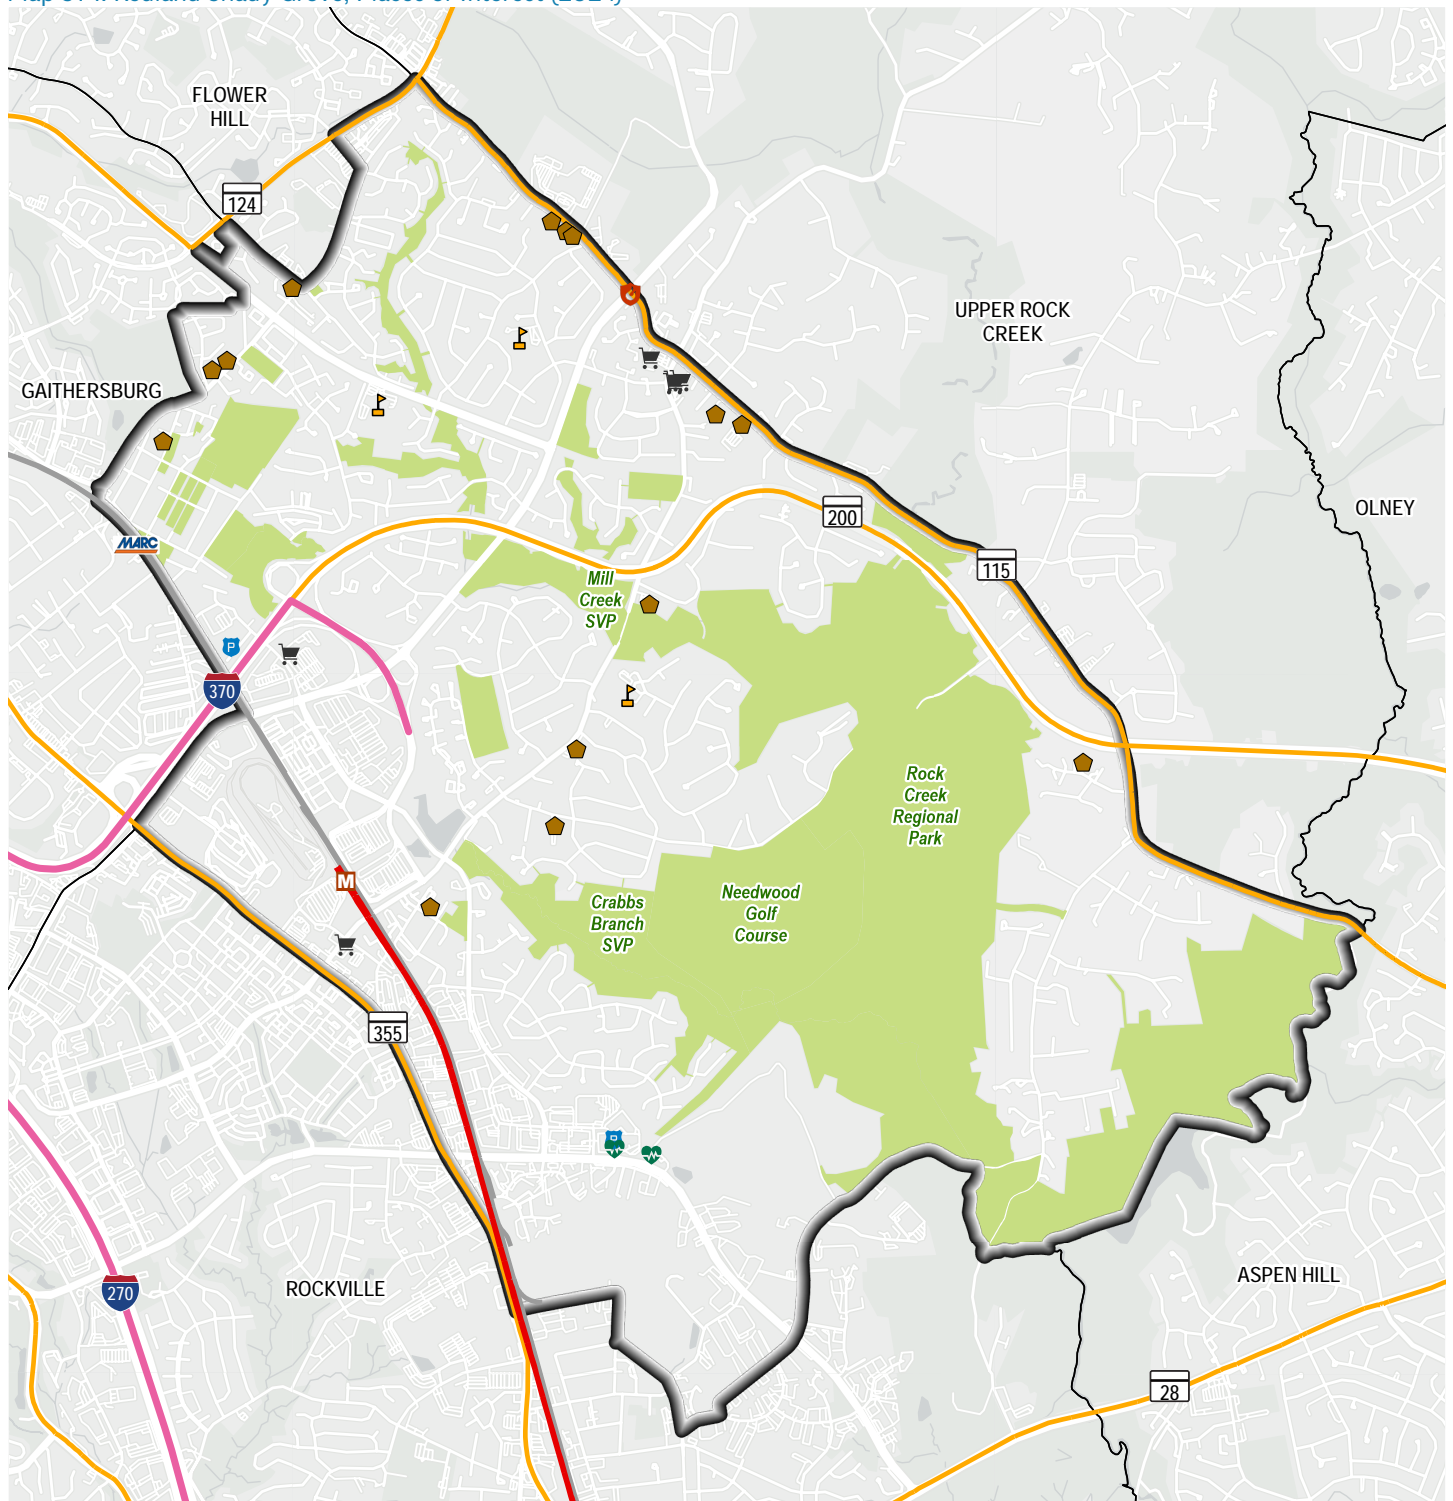 FLOWER
HILL
124
UPPER ROCK
CREEK
GAITHERSBURG
OLNEY
200
MARC
115
Mill
Creek
SVP
P
370
Rock
Creek
Regional
Park
M
Needwood
Golf
Course
Crabbs
Branch
SVP
355
P
ASPEN HILL
ROCKVILLE
270
28